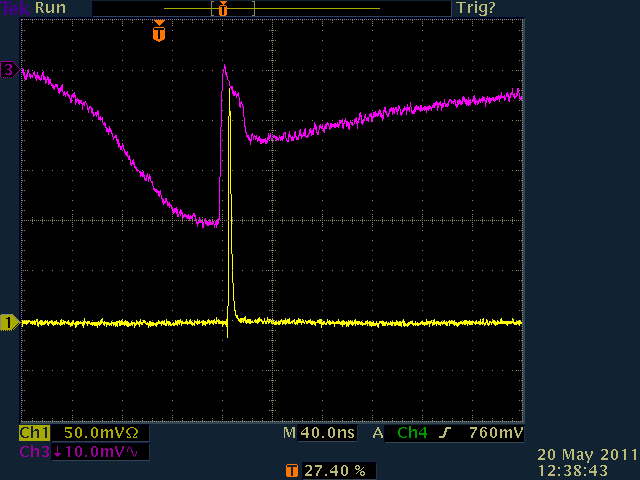 Tek Run Trig?
T
T
3
1
Ch1 50.0mVΩ M 40.0ns A Ch4 760mV
Ch3 ↓10.0mV∿
T 27.40 %
20 May 2011
12:38:43